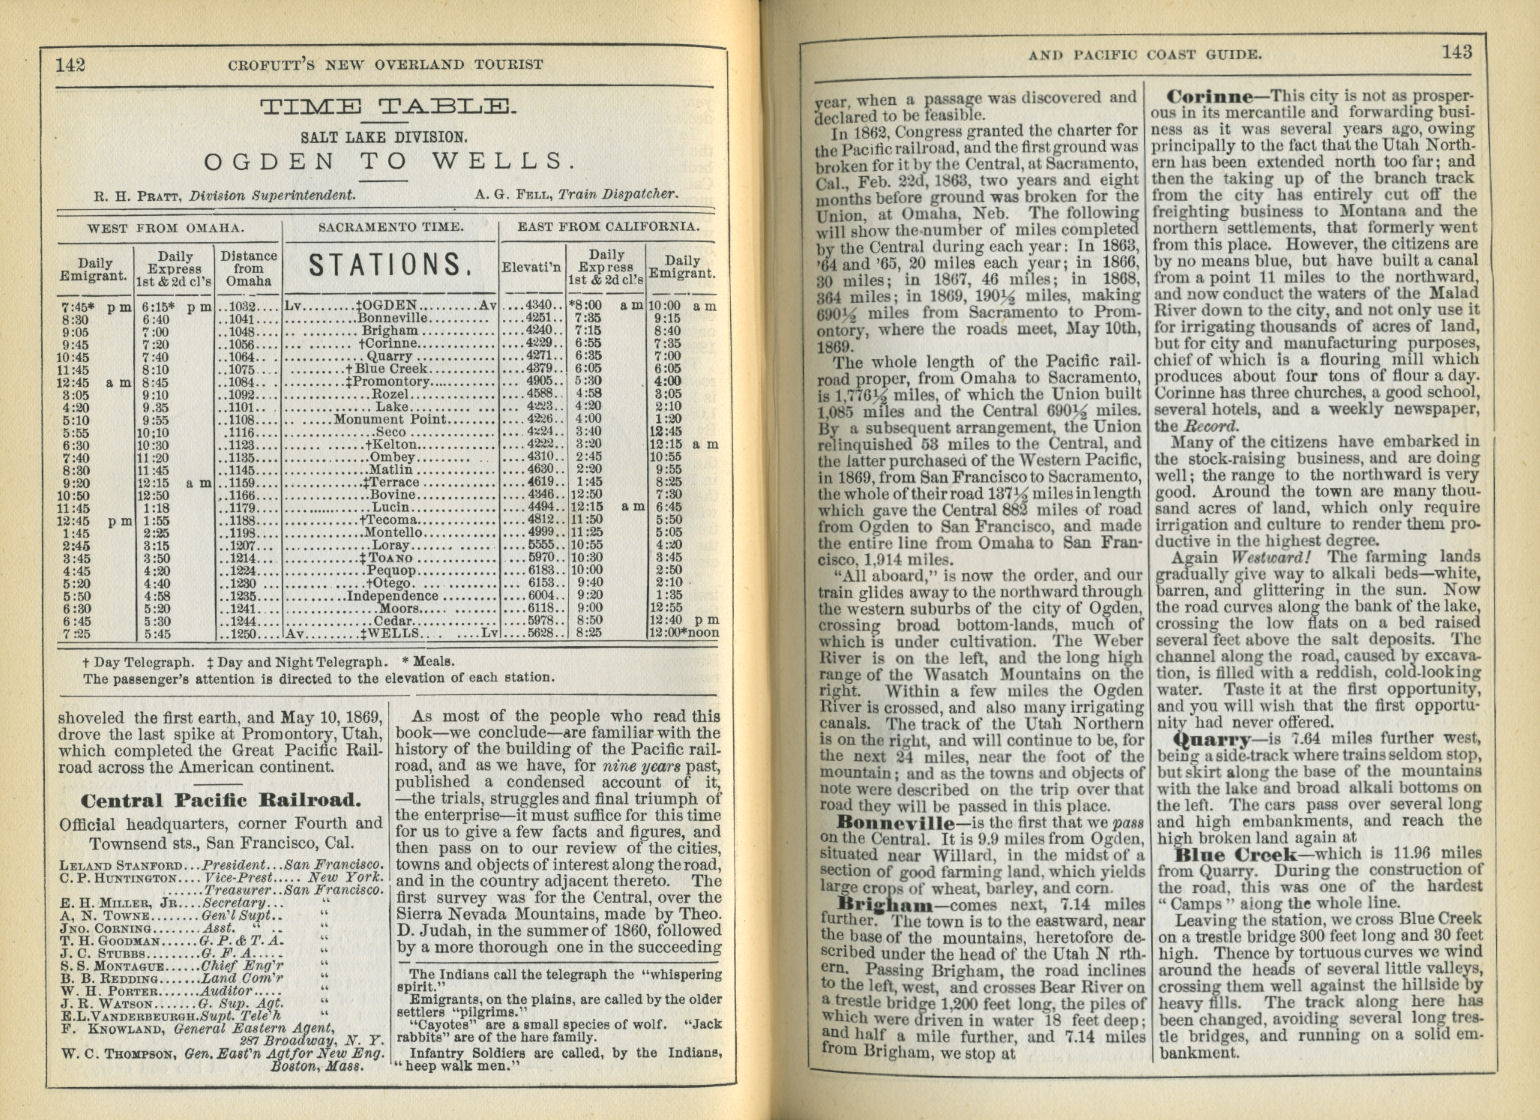 142 CROFUTT'S NEW OVERLAND TOURIST
TIME TABLE.
SALT LAKE DIVISION.
OGDEN TO WELLS.
R. H. PRATT, Division Superintendent. A. G. FELL, Train Dispatcher.
WEST FROM OMAHA. SACRAMENTO TIME. EAST FROM CALIFORNIA.
Daily Emigrant. Daily Express 1st & 2d cl's Distance from Omaha STATIONS. Elevati'n Daily Express 1st & 2d cl's Daily Emigrant.
7:45* p m 6:15* p m ..1032.... Lv.........‡OGDEN.........Av ....4340.. *8:00 a m 10:00 a m
8:30 6:40 ..1041.... Bonneville ....4251.. 7:35 9:15
9:05 7:00 ..1048.... Brigham ....4240.. 7:15 8:40
9:45 7:20 ..1056.... †Corinne ....4229.. 6:55 7:35
10:45 7:40 ..1064.... Quarry ....4271.. 6:35 7:00
11:45 8:10 ..1075.... †Blue Creek ....4379.. 6:05 6:05
12:45 a m 8:45 ..1084.... ‡Promontory ....4905.. 5:30 4:00
3:05 9:10 ..1092.... Rozel ....4588.. 4:58 3:05
4:20 9.35 ..1101.... Lake ....4223.. 4:20 2:10
5:10 9:55 ..1108.... Monument Point ....4226.. 4:00 1:20
5:55 10:10 ..1116.... Seco ....4224.. 3:40 12:45
6:30 10:30 ..1123.... †Kelton ....4222.. 3:20 12:15 a m
7:40 11:20 ..1135.... Ombey ....4310.. 2:45 10:55
8:30 11:45 ..1145.... Matlin ....4630.. 2:20 9:55
9:20 12:15 a m ..1159.... ‡Terrace ....4619.. 1:45 8:25
10:50 12:50 ..1166.... Bovine ....4346.. 12:50 7:30
11:45 1:18 ..1179.... Lucin ....4494.. 12:15 a m 6:45
12:45 p m 1:55 ..1188.... †Tecoma ....4812.. 11:50 5:50
1:45 2:25 ..1198.... Montello ....4999.. 11:25 5:05
2:45 3:15 ..1207.... Loray ....5555.. 10:55 4:20
3:45 3:50 ..1214.... ‡TOANO ....5970.. 10:30 3:45
4:45 4:20 ..1224.... Pequop ....6183.. 10:00 2:50
5:20 4:40 ..1230.... †Otego ....6153.. 9:40 2:10
5:50 4:58 ..1235.... Independence ....6004.. 9:20 1:35
6:30 5:20 ..1241.... Moors ....6118.. 9:00 12:55
6:45 5:30 ..1244.... Cedar ....5978.. 8:50 12:40 p m
7:25 5:45 ..1250.... Av.........‡WELLS.........Lv ....5628.. 8:25 12:00*noon
† Day Telegraph. ‡ Day and Night Telegraph. * Meals.
The passenger's attention is directed to the elevation of each station.
shoveled the first earth, and May 10, 1869,
drove the last spike at Promontory, Utah,
which completed the Great Pacific Rail-
road across the American continent.
Central Pacific Railroad.
Official headquarters, corner Fourth and
Townsend sts., San Francisco, Cal.
LELAND STANFORD...President...San Francisco.
C. P. HUNTINGTON....Vice-Prest..... New York.
.......Treasurer..San Francisco.
E. H. MILLER, JR....Secretary... "
A, N. TOWNE........Gen'l Supt.. "
JNO. CORNING........Asst. " .. "
T. H. GOODMAN......G. P. & T. A. "
J. C. STUBBS.........G. F. A..... "
S. S. MONTAGUE......Chief Eng'r "
B. B. REDDING.......Land Com'r "
W. H. PORTER.......Auditor..... "
J. R. WATSON.......G. Sup. Agt. "
E.L.VANDERBEURGH.Supt. Tele'h "
F. KNOWLAND, General Eastern Agent,
287 Broadway, N. Y.
W. C. THOMPSON, Gen. East'n Agt for New Eng.
Boston, Mass.
As most of the people who read this
book—we conclude—are familiar with the
history of the building of the Pacific rail-
road, and as we have, for nine years past,
published a condensed account of it,
—the trials, struggles and final triumph of
the enterprise—it must suffice for this time
for us to give a few facts and figures, and
then pass on to our review of the cities,
towns and objects of interest along the road,
and in the country adjacent thereto. The
first survey was for the Central, over the
Sierra Nevada Mountains, made by Theo.
D. Judah, in the summer of 1860, followed
by a more thorough one in the succeeding
The Indians call the telegraph the "whispering
spirit."
Emigrants, on the plains, are called by the older
settlers "pilgrims."
"Cayotes" are a small species of wolf. "Jack
rabbits" are of the hare family.
Infantry Soldiers are called, by the Indians,
"heep walk men."
AND PACIFIC COAST GUIDE. 143
year, when a passage was discovered and
declared to be feasible.
In 1862, Congress granted the charter for
the Pacific railroad, and the first ground was
broken for it by the Central, at Sacramento,
Cal., Feb. 22d, 1863, two years and eight
months before ground was broken for the
Union, at Omaha, Neb. The following
will show the number of miles completed
by the Central during each year: In 1863,
'64 and '65, 20 miles each year; in 1866,
30 miles; in 1867, 46 miles; in 1868,
364 miles; in 1869, 190½ miles, making
690½ miles from Sacramento to Prom-
ontory, where the roads meet, May 10th,
1869.
The whole length of the Pacific rail-
road proper, from Omaha to Sacramento,
is 1,776½ miles, of which the Union built
1,085 miles and the Central 690½ miles.
By a subsequent arrangement, the Union
relinquished 53 miles to the Central, and
the latter purchased of the Western Pacific,
in 1869, from San Francisco to Sacramento,
the whole of their road 137½ miles in length
which gave the Central 882 miles of road
from Ogden to San Francisco, and made
the entire line from Omaha to San Fran-
cisco, 1,914 miles.
"All aboard," is now the order, and our
train glides away to the northward through
the western suburbs of the city of Ogden,
crossing broad bottom-lands, much of
which is under cultivation. The Weber
River is on the left, and the long high
range of the Wasatch Mountains on the
right. Within a few miles the Ogden
River is crossed, and also many irrigating
canals. The track of the Utah Northern
is on the right, and will continue to be, for
the next 24 miles, near the foot of the
mountain; and as the towns and objects of
note were described on the trip over that
road they will be passed in this place.
Bonneville—is the first that we pass
on the Central. It is 9.9 miles from Ogden,
situated near Willard, in the midst of a
section of good farming land, which yields
large crops of wheat, barley, and corn.
Brigham—comes next, 7.14 miles
further. The town is to the eastward, near
the base of the mountains, heretofore de-
scribed under the head of the Utah N rth-
ern. Passing Brigham, the road inclines
to the left, west, and crosses Bear River on
a trestle bridge 1,200 feet long, the piles of
which were driven in water 18 feet deep;
and half a mile further, and 7.14 miles
from Brigham, we stop at
Corinne—This city is not as prosper-
ous in its mercantile and forwarding busi-
ness as it was several years ago, owing
principally to the fact that the Utah North-
ern has been extended north too far; and
then the taking up of the branch track
from the city has entirely cut off the
freighting business to Montana and the
northern settlements, that formerly went
from this place. However, the citizens are
by no means blue, but have built a canal
from a point 11 miles to the northward,
and now conduct the waters of the Malad
River down to the city, and not only use it
for irrigating thousands of acres of land,
but for city and manufacturing purposes,
chief of which is a flouring mill which
produces about four tons of flour a day.
Corinne has three churches, a good school,
several hotels, and a weekly newspaper,
the Record.
Many of the citizens have embarked in
the stock-raising business, and are doing
well; the range to the northward is very
good. Around the town are many thou-
sand acres of land, which only require
irrigation and culture to render them pro-
ductive in the highest degree.
Again Westward! The farming lands
gradually give way to alkali beds—white,
barren, and glittering in the sun. Now
the road curves along the bank of the lake,
crossing the low flats on a bed raised
several feet above the salt deposits. The
channel along the road, caused by excava-
tion, is filled with a reddish, cold-looking
water. Taste it at the first opportunity,
and you will wish that the first opportu-
nity had never offered.
Quarry—is 7.64 miles further west,
being a side-track where trains seldom stop,
but skirt along the base of the mountains
with the lake and broad alkali bottoms on
the left. The cars pass over several long
and high embankments, and reach the
high broken land again at
Blue Creek—which is 11.96 miles
from Quarry. During the construction of
the road, this was one of the hardest
"Camps" along the whole line.
Leaving the station, we cross Blue Creek
on a trestle bridge 300 feet long and 30 feet
high. Thence by tortuous curves we wind
around the heads of several little valleys,
crossing them well against the hillside by
heavy fills. The track along here has
been changed, avoiding several long tres-
tle bridges, and running on a solid em-
bankment.